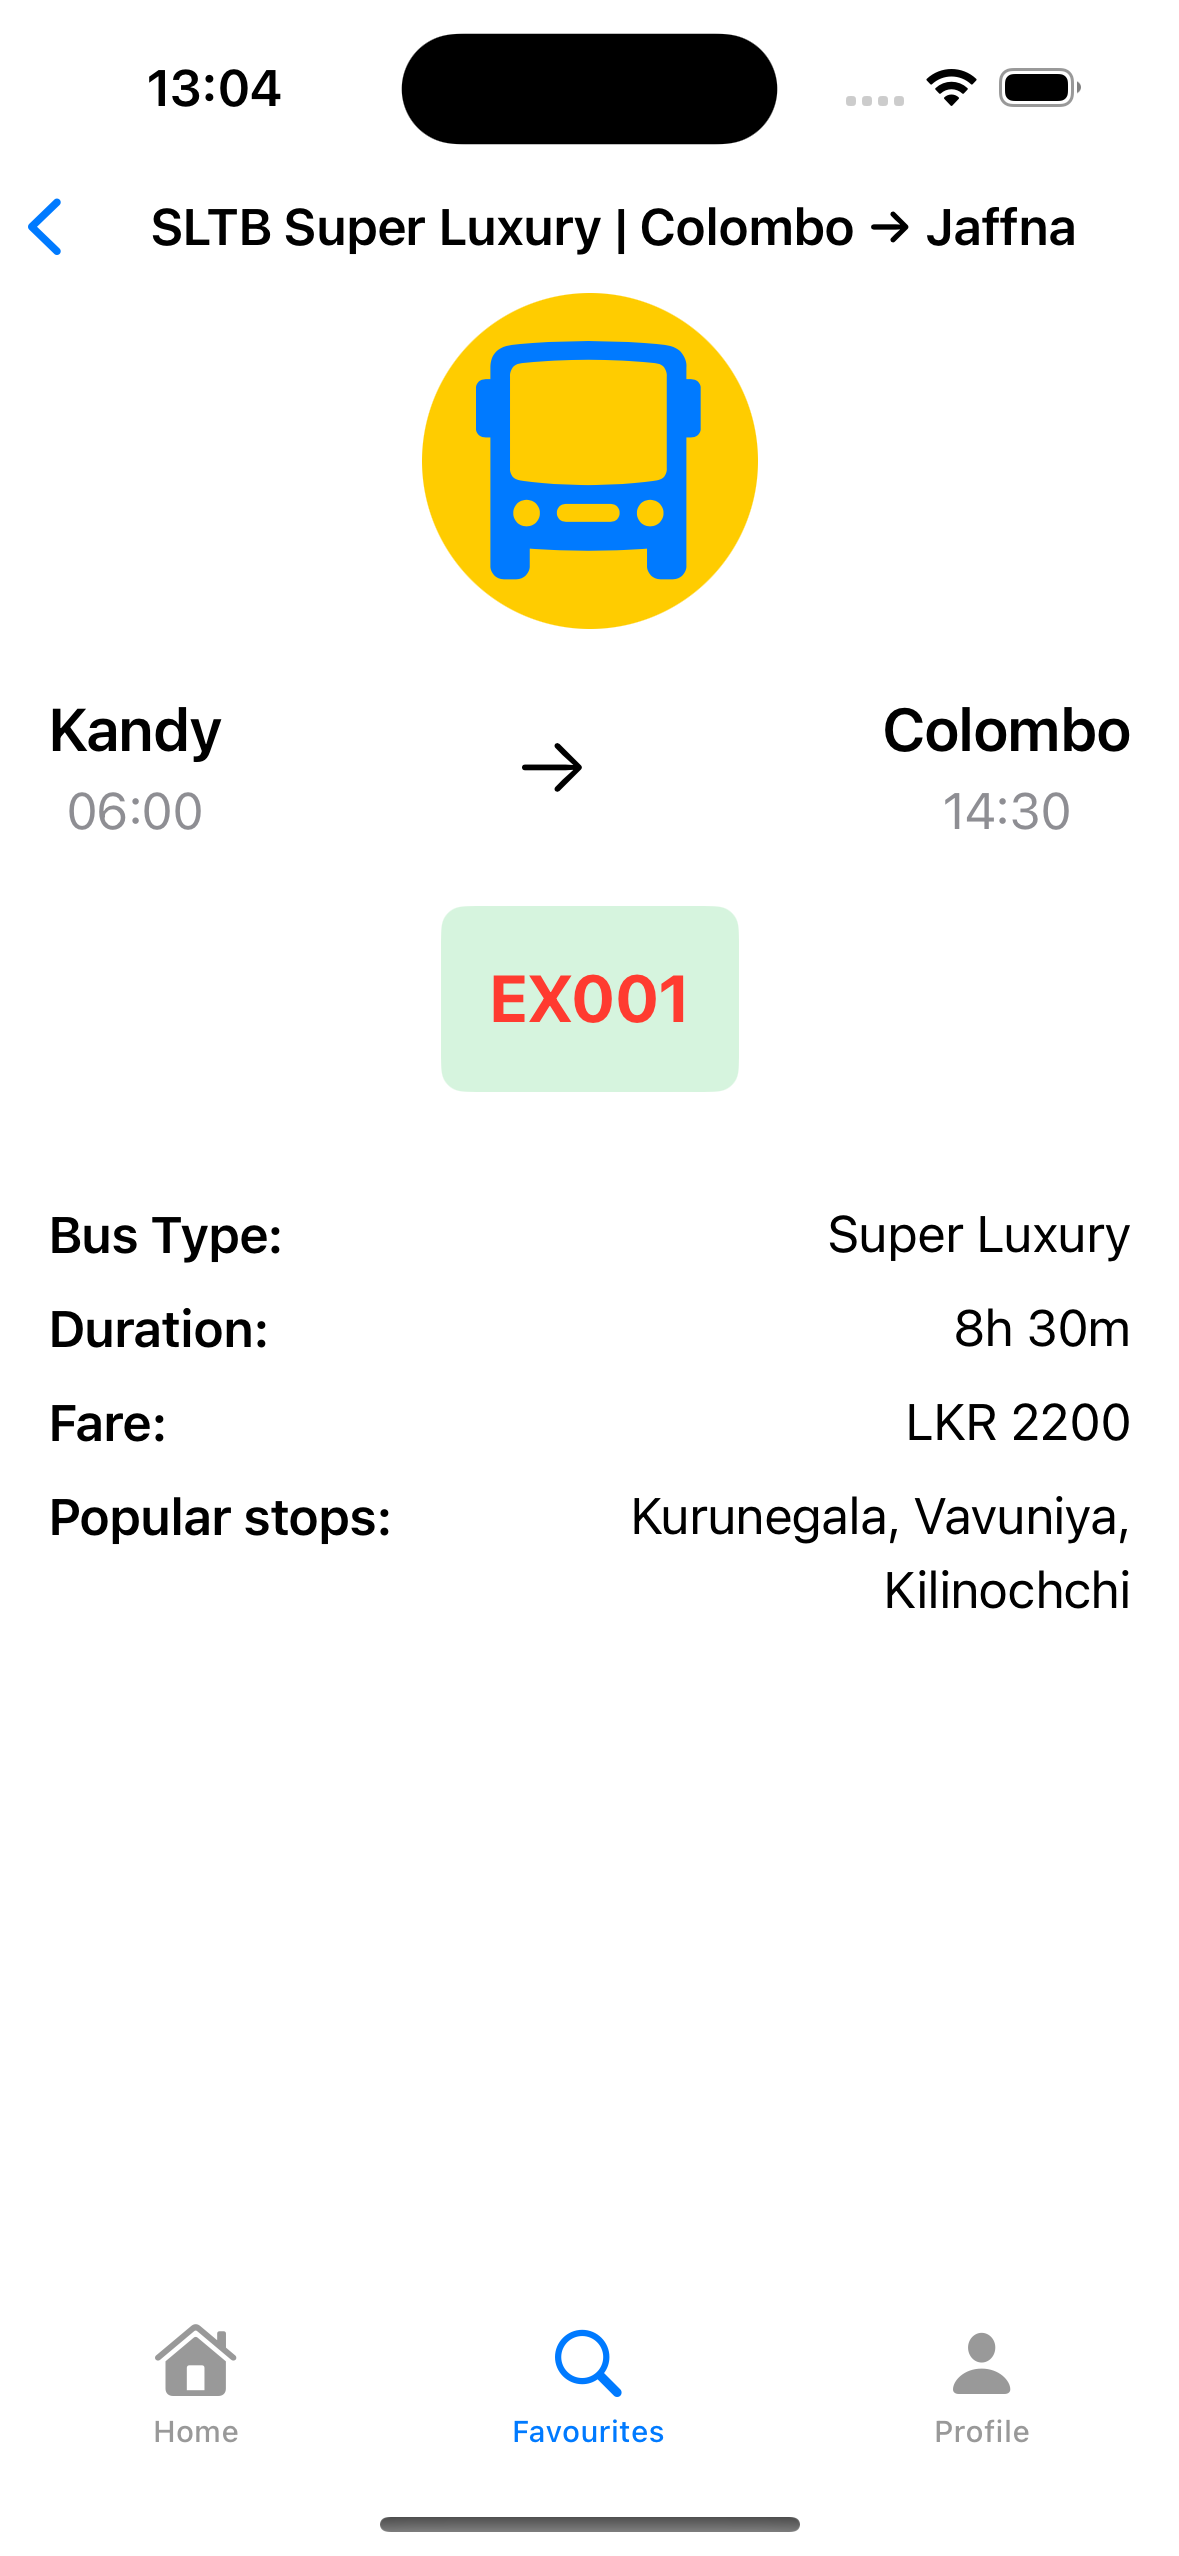 13:04
SLTB Super Luxury | Colombo → Jaffna
Kandy → Colombo
06:00 14:30
EX001
Bus Type: Super Luxury
Duration: 8h 30m
Fare: LKR 2200
Popular stops: Kurunegala, Vavuniya,
Kilinochchi
Home Favourites Profile